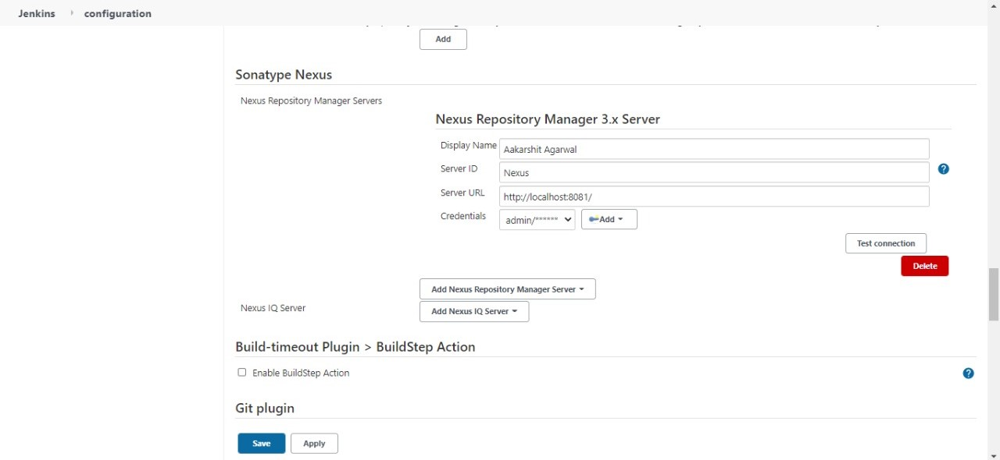 Jenkins configuration
Add
Sonatype Nexus
Nexus Repository Manager Servers
Nexus Repository Manager 3.x Server
Display Name Aakarshit Agarwal
Server ID Nexus
Server URL http://localhost:8081/
Credentials admin/****** Add
Test connection
Delete
Add Nexus Repository Manager Server
Nexus IQ Server Add Nexus IQ Server
Build-timeout Plugin > BuildStep Action
Enable BuildStep Action
Git plugin
Save Apply